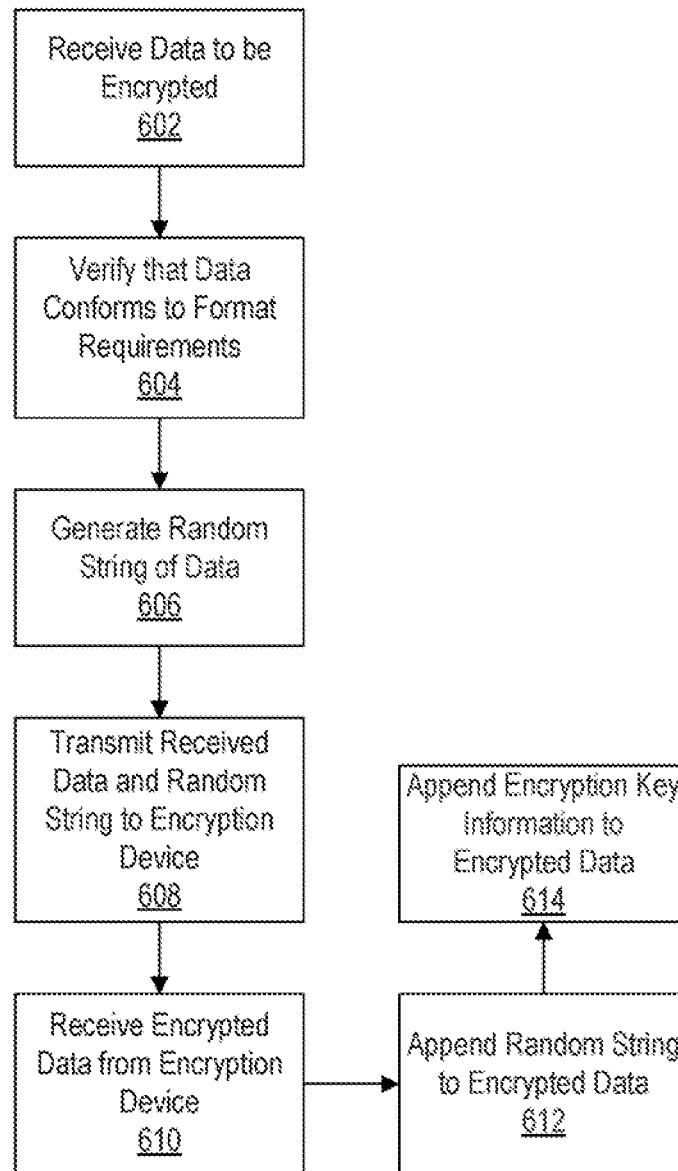 Receive Data to be
Encrypted
602
Verify that Data
Conforms to Format
Requirements
604
Generate Random
String of Data
606
Transmit Received
Data and Random
String to Encryption
Device
608
Receive Encrypted
Data from Encryption
Device
610
Append Random String
to Encrypted Data
612
Append Encryption Key
Information to
Encrypted Data
614